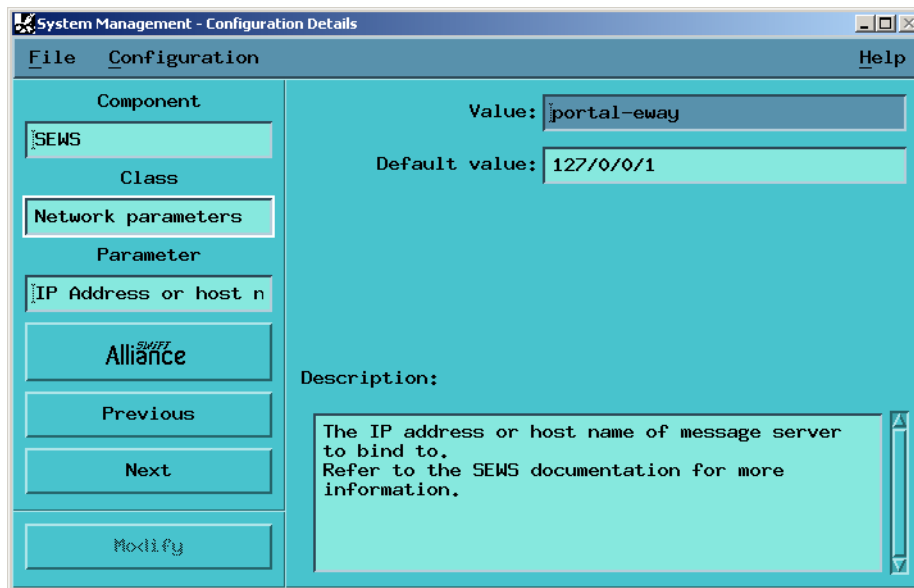 System Management - Configuration Details
File Configuration Help
Component
SEWS
Class
Network parameters
Parameter
IP Address or host n
SWIFT
Alliance
Previous
Next
Modify
Value: portal-eway
Default value: 127/0/0/1
Description:
The IP address or host name of message server
to bind to.
Refer to the SEWS documentation for more
information.